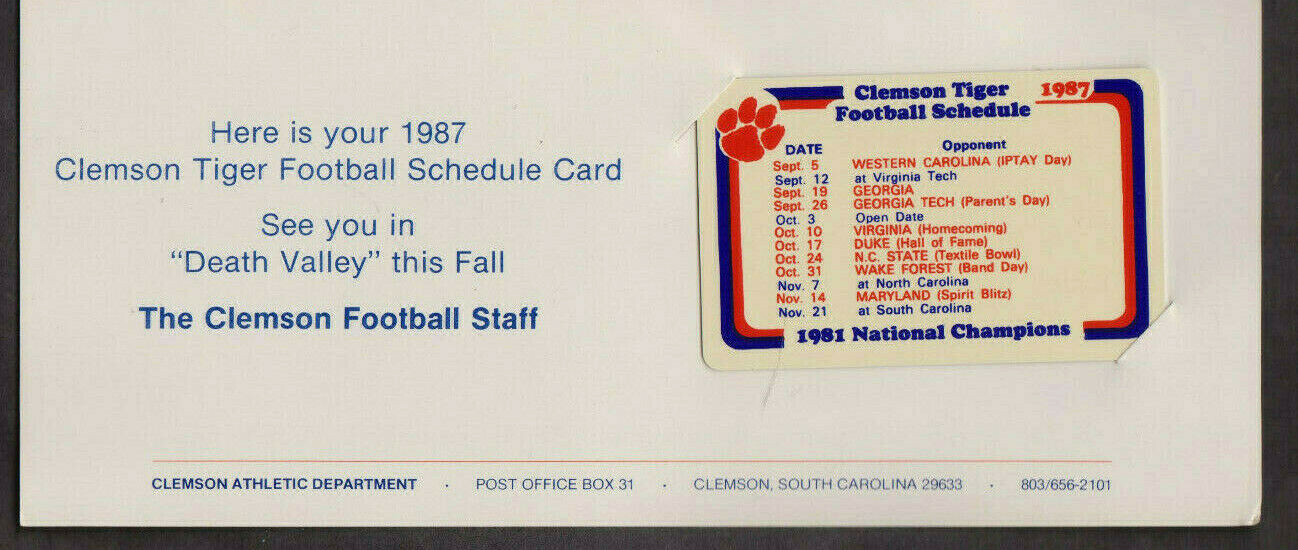 Here is your 1987
Clemson Tiger Football Schedule Card
See you in
"Death Valley" this Fall
The Clemson Football Staff
Clemson Tiger 1987
Football Schedule
DATE Opponent
Sept. 5 WESTERN CAROLINA (IPTAY Day)
Sept. 12 at Virginia Tech
Sept. 19 GEORGIA
Sept. 26 GEORGIA TECH (Parent's Day)
Oct. 3 Open Date
Oct. 10 VIRGINIA (Homecoming)
Oct. 17 DUKE (Hall of Fame)
Oct. 24 N.C. STATE (Textile Bowl)
Oct. 31 WAKE FOREST (Band Day)
Nov. 7 at North Carolina
Nov. 14 MARYLAND (Spirit Blitz)
Nov. 21 at South Carolina
1981 National Champions
CLEMSON ATHLETIC DEPARTMENT · POST OFFICE BOX 31 · CLEMSON, SOUTH CAROLINA 29633 · 803/656-2101